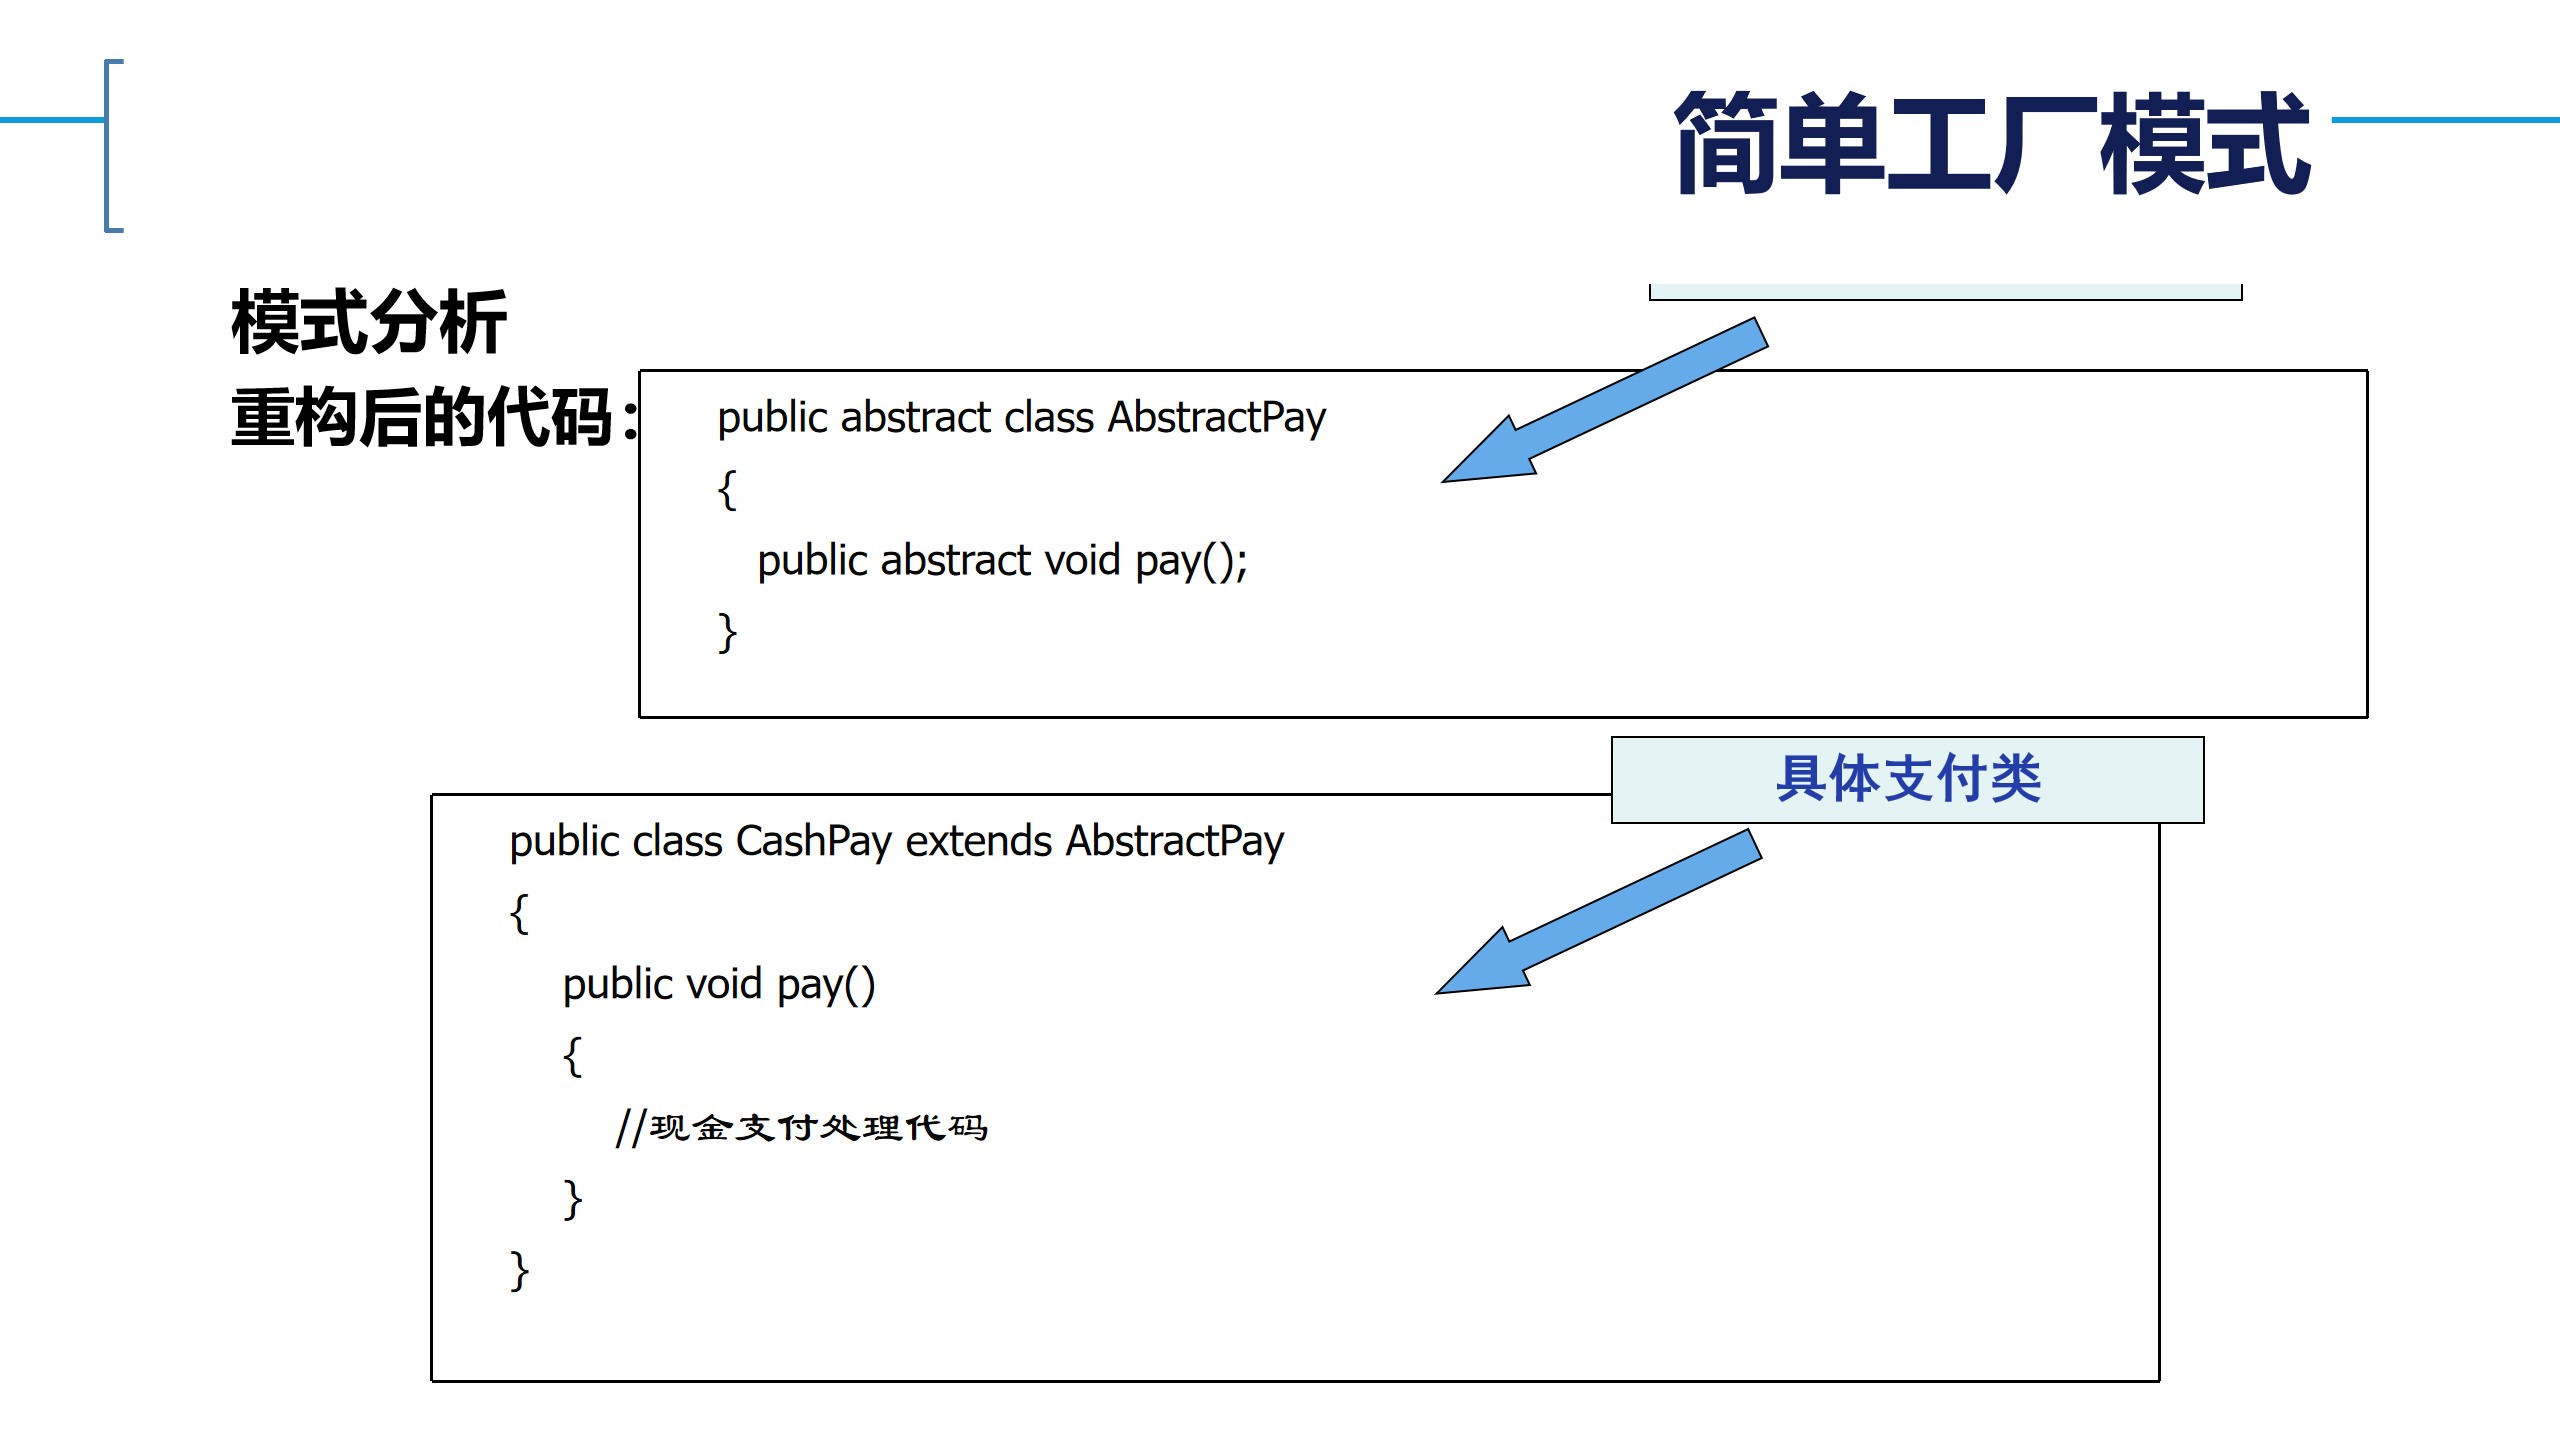 简单工厂模式
模式分析
重构后的代码：
public abstract class AbstractPay
{
public abstract void pay();
}
具体支付类
public class CashPay extends AbstractPay
{
public void pay()
{
//现金支付处理代码
}
}